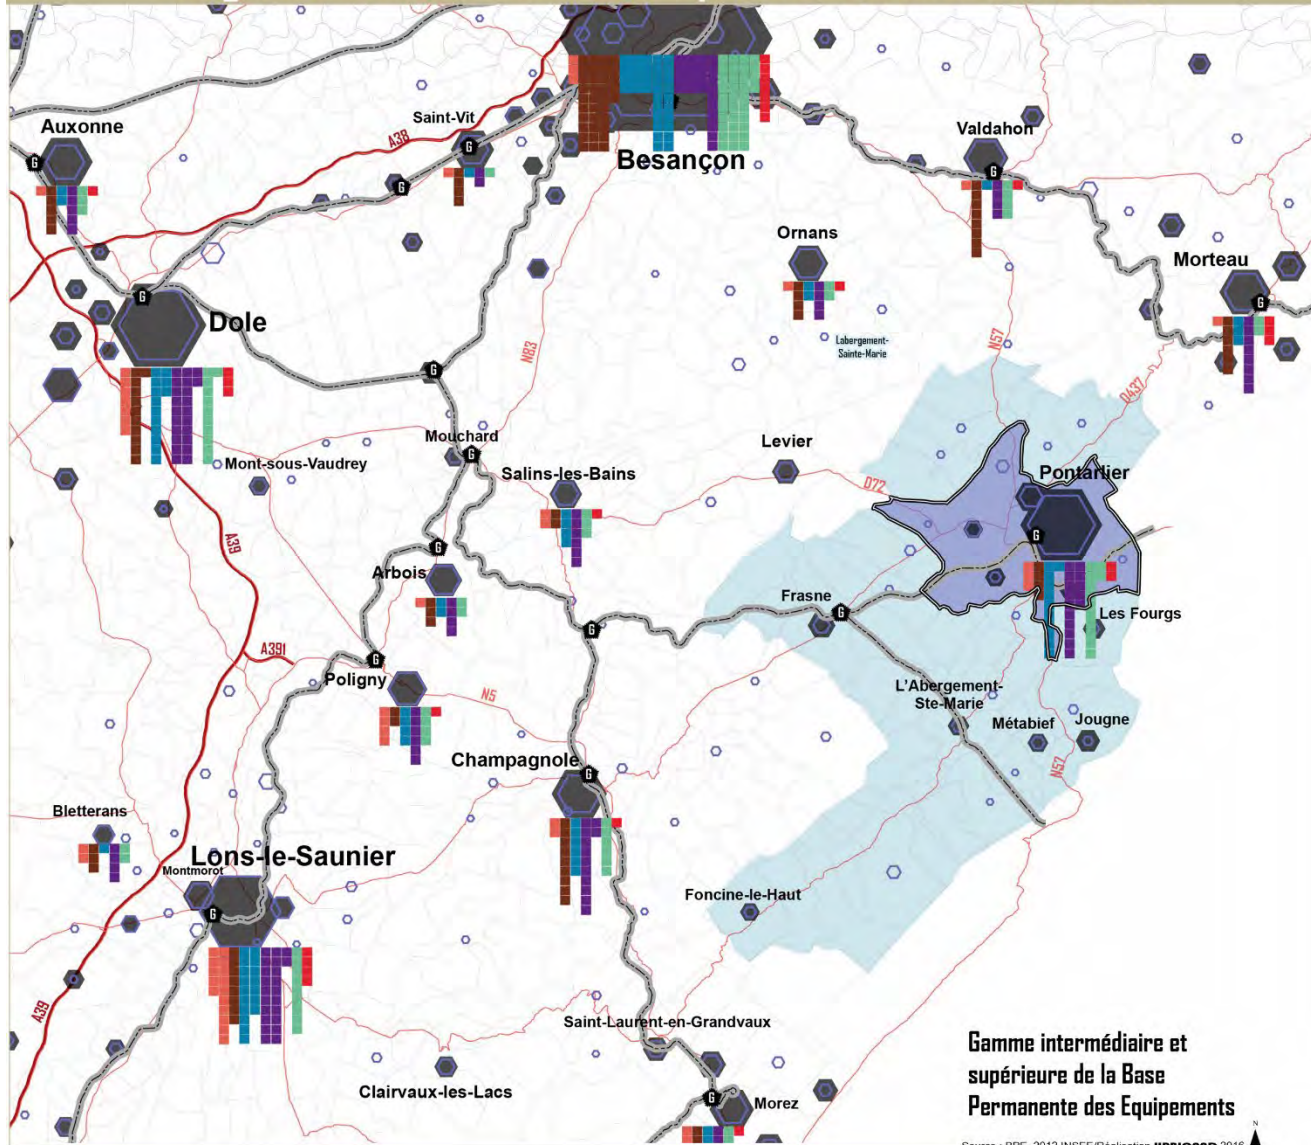 Besançon
Saint-Vit
Auxonne
A38
Valdahon
G
G
G
G
Ornans
Morteau
G
G
Dole
N83
Labergement-
Sainte-Marie
N57
D437
G
Mouchard
G
Levier
Mont-sous-Vaudrey
Salins-les-Bains
D72
Pontarlier
A39
G
G
Arbois
Frasne
G
Les Fourgs
G
A391
G
Poligny
N5
L'Abergement-
Ste-Marie
Métabief
Jougne
Champagnole
G
N57
Bletterans
Lons-le-Saunier
Montmorot
G
Foncine-le-Haut
A39
Saint-Laurent-en-Grandvaux
Clairvaux-les-Lacs
G
Morez
Gamme intermédiaire et
supérieure de la Base
Permanente des Equipements
N